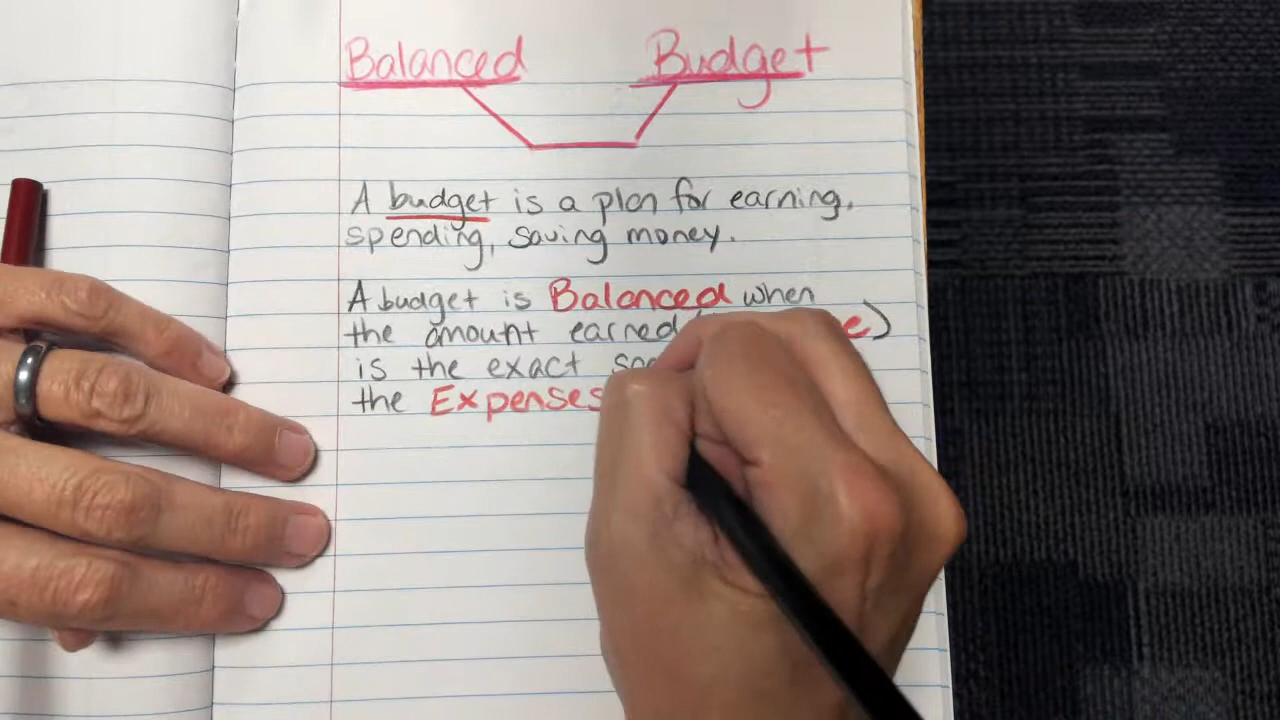 Balanced Budget
A budget is a plan for earning,
spending, saving money.
A budget is Balanced when
the amount earned
is the exact
the Expenses